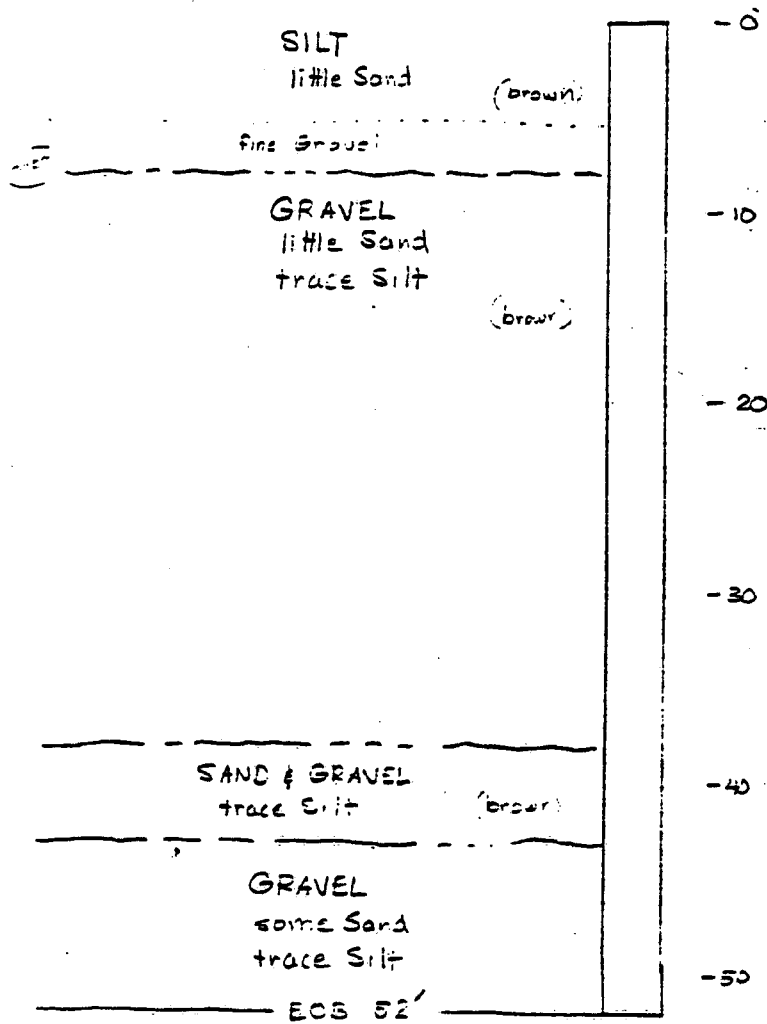 - 0'
SILT
little Sand
(brown)
fine Gravel
GRAVEL
- 10
little Sand
trace Silt
(brown)
- 20
- 30
SAND & GRAVEL
- 40
trace Silt
(brown)
GRAVEL
some Sand
trace Silt
- 50
EOB 52'